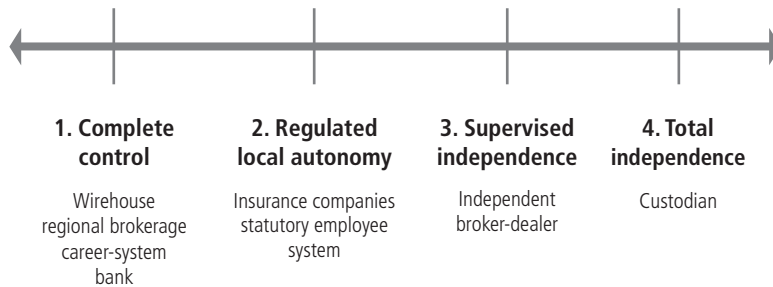 1. Complete
control
Wirehouse
regional brokerage
career-system
bank
2. Regulated
local autonomy
Insurance companies
statutory employee
system
3. Supervised
independence
Independent
broker-dealer
4. Total
independence
Custodian